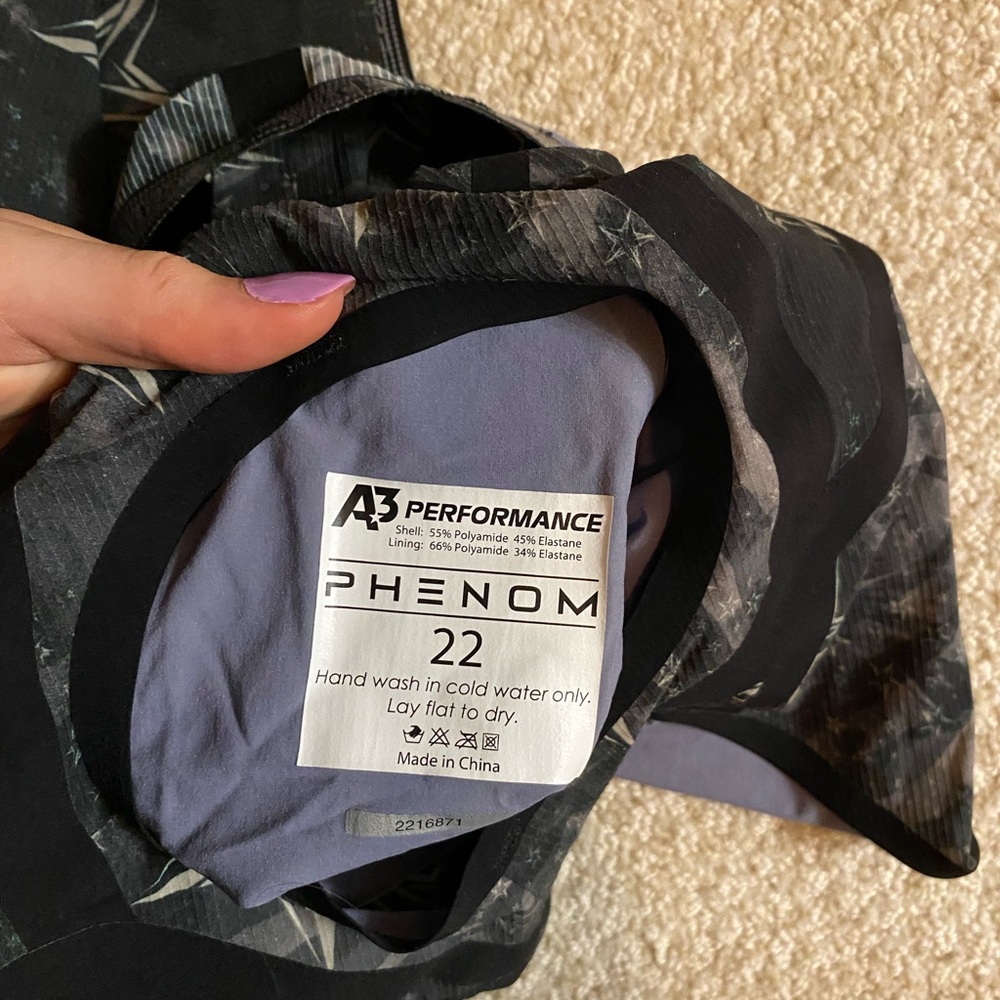 A3 PERFORMANCE
Shell: 55% Polyamide 45% Elastane
Lining: 66% Polyamide 34% Elastane
PHENOM
22
Hand wash in cold water only.
Lay flat to dry.
Made in China
2216871